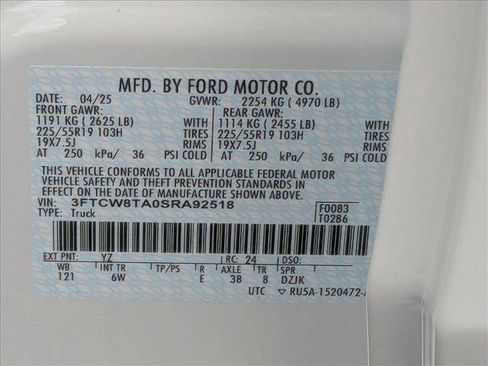 MFD. BY FORD MOTOR CO.
DATE: 04/25 GVWR: 2254 KG ( 4970 LB)
FRONT GAWR: REAR GAWR:
1191 KG ( 2625 LB) WITH 1114 KG ( 2455 LB) WITH
225/55R19 103H TIRES 225/55R19 103H TIRES
19X7.5J RIMS 19X7.5J RIMS
AT 250 kPa/ 36 PSI COLD AT 250 kPa/ 36 PSI COLD
THIS VEHICLE CONFORMS TO ALL APPLICABLE FEDERAL MOTOR
VEHICLE SAFETY AND THEFT PREVENTION STANDARDS IN
EFFECT ON THE DATE OF MANUFACTURE SHOWN ABOVE.
VIN: 3FTCW8TA0SRA92518 F0083
TYPE: Truck T0286
EXT PNT: YZ RC: 24 DSO:
WB INT TR TP/PS R AXLE TR SPR
121 6W E 38 8 DZJK
UTC RU5A-1520472-